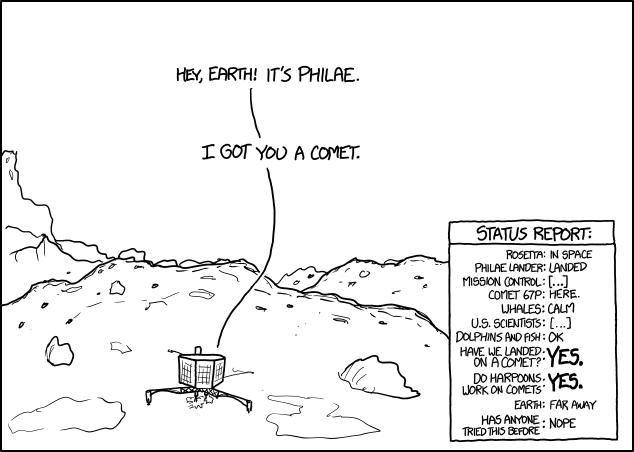 HEY, EARTH! IT'S PHILAE.
I GOT YOU A COMET.
STATUS REPORT:
ROSETTA: IN SPACE
PHILAE LANDER: LANDED
MISSION CONTROL: [...]
COMET 67P: HERE.
WHALES: CALM
U.S. SCIENTISTS: [...]
DOLPHINS AND FISH: OK
HAVE WE LANDED
ON A COMET?: YES.
DO HARPOONS
WORK ON COMETS: YES.
EARTH: FAR AWAY
HAS ANYONE
TRIED THIS BEFORE: NOPE